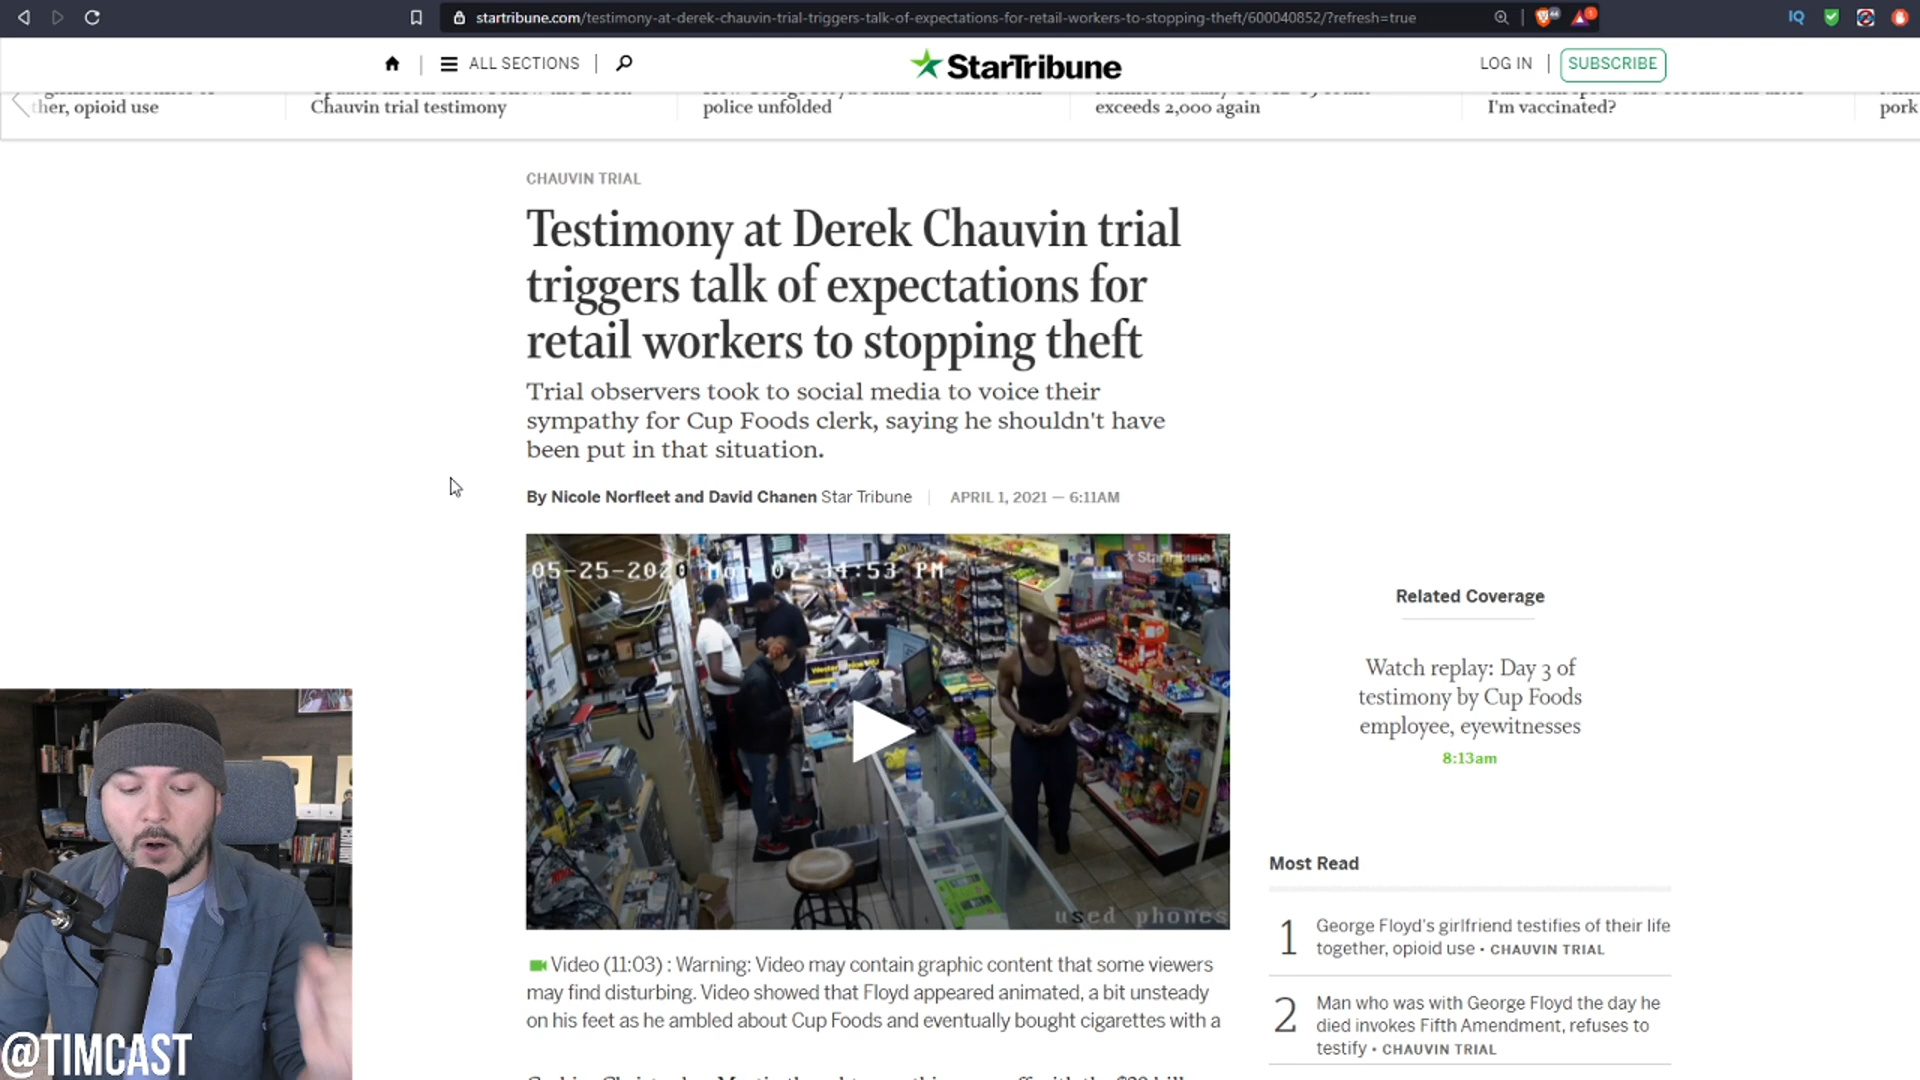 startribune.com/testimony-at-derek-chauvin-trial-triggers-talk-of-expectations-for-retail-workers-to-stopping-theft/600040852/?refresh=true
IQ
ALL SECTIONS
StarTribune
LOG IN
SUBSCRIBE
ther, opioid use
Chauvin trial testimony
police unfolded
exceeds 2,000 again
I'm vaccinated?
pork
CHAUVIN TRIAL
Testimony at Derek Chauvin trial
triggers talk of expectations for
retail workers to stopping theft
Trial observers took to social media to voice their
sympathy for Cup Foods clerk, saying he shouldn't have
been put in that situation.
By Nicole Norfleet and David Chanen Star Tribune
APRIL 1, 2021 — 6:11AM
StarTribune
05-25-2020 Mon 07:34:53 PM
used phones
Video (11:03) : Warning: Video may contain graphic content that some viewers
may find disturbing. Video showed that Floyd appeared animated, a bit unsteady
on his feet as he ambled about Cup Foods and eventually bought cigarettes with a
Related Coverage
Watch replay: Day 3 of
testimony by Cup Foods
employee, eyewitnesses
8:13am
Most Read
1 George Floyd's girlfriend testifies of their life
together, opioid use • CHAUVIN TRIAL
2 Man who was with George Floyd the day he
died invokes Fifth Amendment, refuses to
testify • CHAUVIN TRIAL
@TIMCAST